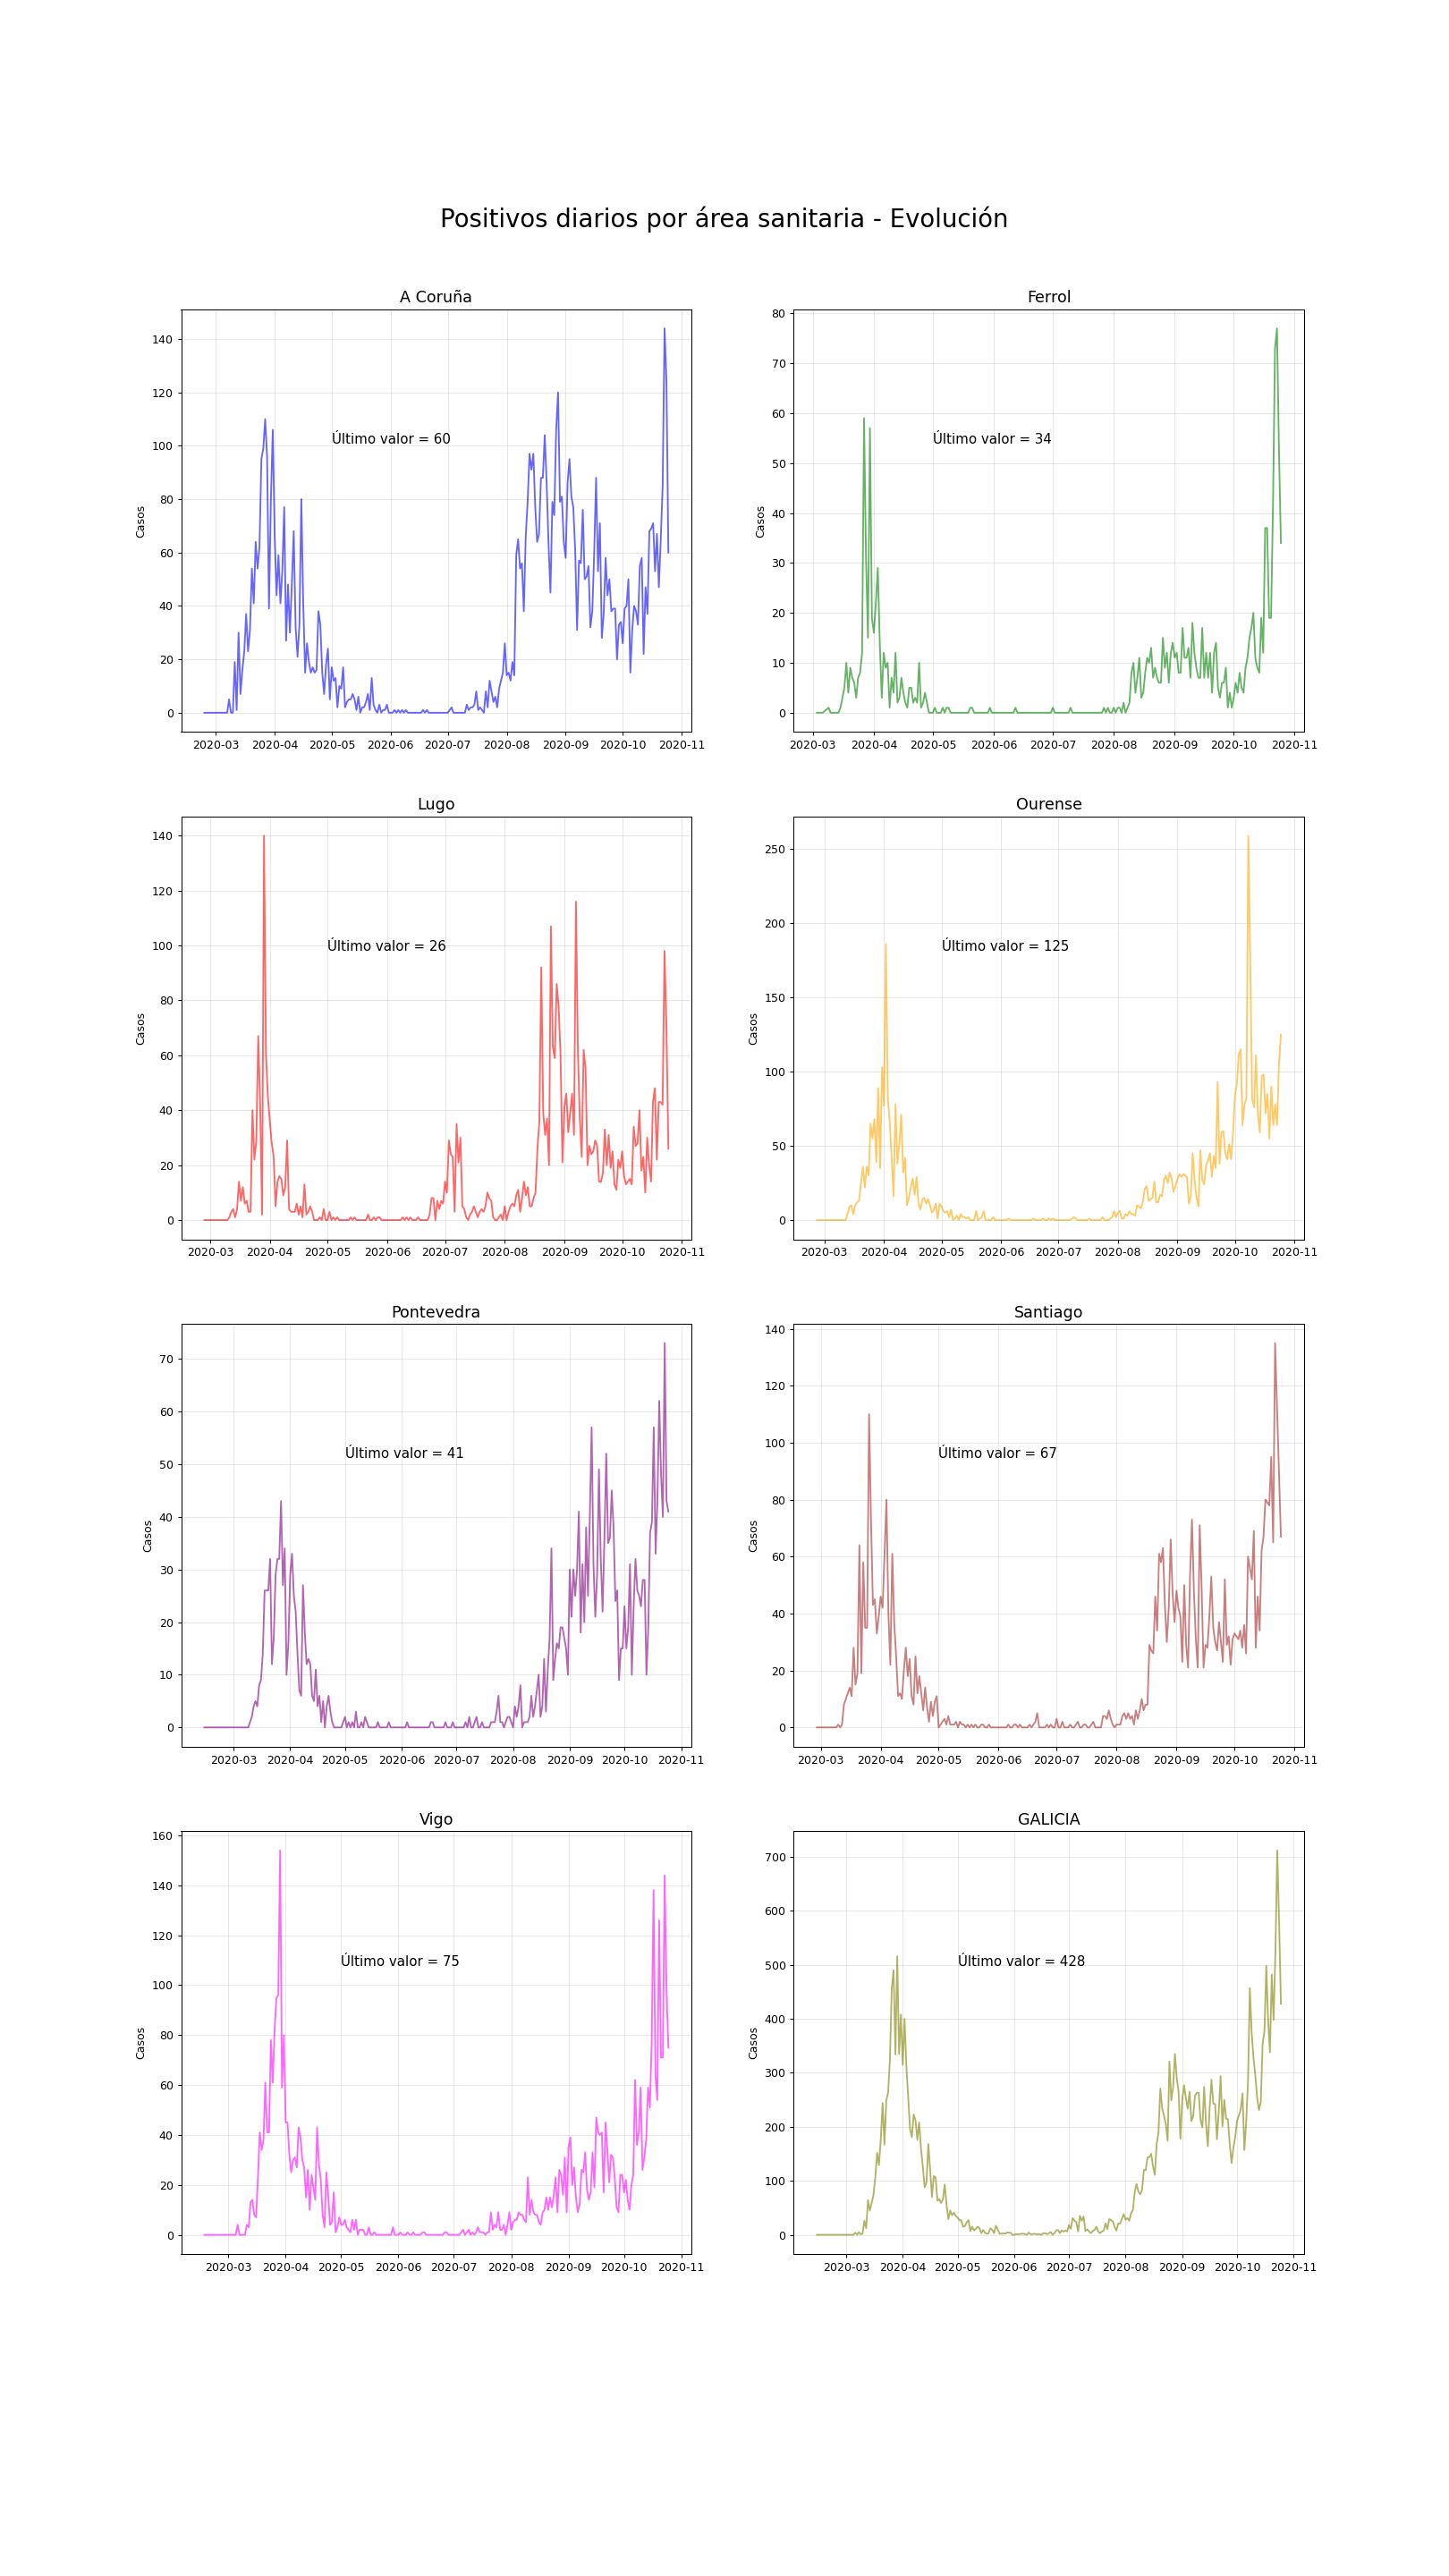 Positivos diarios por área sanitaria - Evolución
A Coruña
140
120
100
80
60
40
20
0
Casos
Último valor = 60
2020-03 2020-04 2020-05 2020-06 2020-07 2020-08 2020-09 2020-10 2020-11
Ferrol
80
70
60
50
40
30
20
10
0
Casos
Último valor = 34
2020-03 2020-04 2020-05 2020-06 2020-07 2020-08 2020-09 2020-10 2020-11
Lugo
140
120
100
80
60
40
20
0
Casos
Último valor = 26
2020-03 2020-04 2020-05 2020-06 2020-07 2020-08 2020-09 2020-10 2020-11
Ourense
250
200
150
100
50
0
Casos
Último valor = 125
2020-03 2020-04 2020-05 2020-06 2020-07 2020-08 2020-09 2020-10 2020-11
Pontevedra
70
60
50
40
30
20
10
0
Casos
Último valor = 41
2020-03 2020-04 2020-05 2020-06 2020-07 2020-08 2020-09 2020-10 2020-11
Santiago
140
120
100
80
60
40
20
0
Casos
Último valor = 67
2020-03 2020-04 2020-05 2020-06 2020-07 2020-08 2020-09 2020-10 2020-11
Vigo
160
140
120
100
80
60
40
20
0
Casos
Último valor = 75
2020-03 2020-04 2020-05 2020-06 2020-07 2020-08 2020-09 2020-10 2020-11
GALICIA
700
600
500
400
300
200
100
0
Casos
Último valor = 428
2020-03 2020-04 2020-05 2020-06 2020-07 2020-08 2020-09 2020-10 2020-11